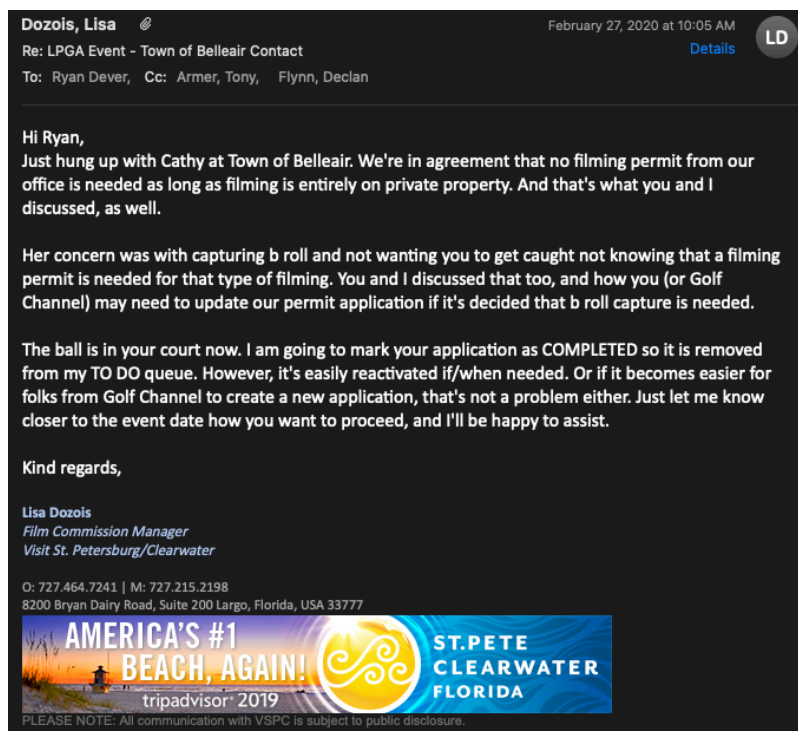 Dozois, Lisa
February 27, 2020 at 10:05 AM
LD
Re: LPGA Event - Town of Belleair Contact
Details
To: Ryan Dever, Cc: Armer, Tony, Flynn, Declan
Hi Ryan,
Just hung up with Cathy at Town of Belleair. We're in agreement that no filming permit from our
office is needed as long as filming is entirely on private property. And that's what you and I
discussed, as well.
Her concern was with capturing b roll and not wanting you to get caught not knowing that a filming
permit is needed for that type of filming. You and I discussed that too, and how you (or Golf
Channel) may need to update our permit application if it's decided that b roll capture is needed.
The ball is in your court now. I am going to mark your application as COMPLETED so it is removed
from my TO DO queue. However, it's easily reactivated if/when needed. Or if it becomes easier for
folks from Golf Channel to create a new application, that's not a problem either. Just let me know
closer to the event date how you want to proceed, and I'll be happy to assist.
Kind regards,
Lisa Dozois
Film Commission Manager
Visit St. Petersburg/Clearwater
O: 727.464.7241 | M: 727.215.2198
8200 Bryan Dairy Road, Suite 200 Largo, Florida, USA 33777
AMERICA'S #1
BEACH, AGAIN!
tripadvisor® 2019
ST.PETE
CLEARWATER
FLORIDA
PLEASE NOTE: All communication with VSPC is subject to public disclosure.